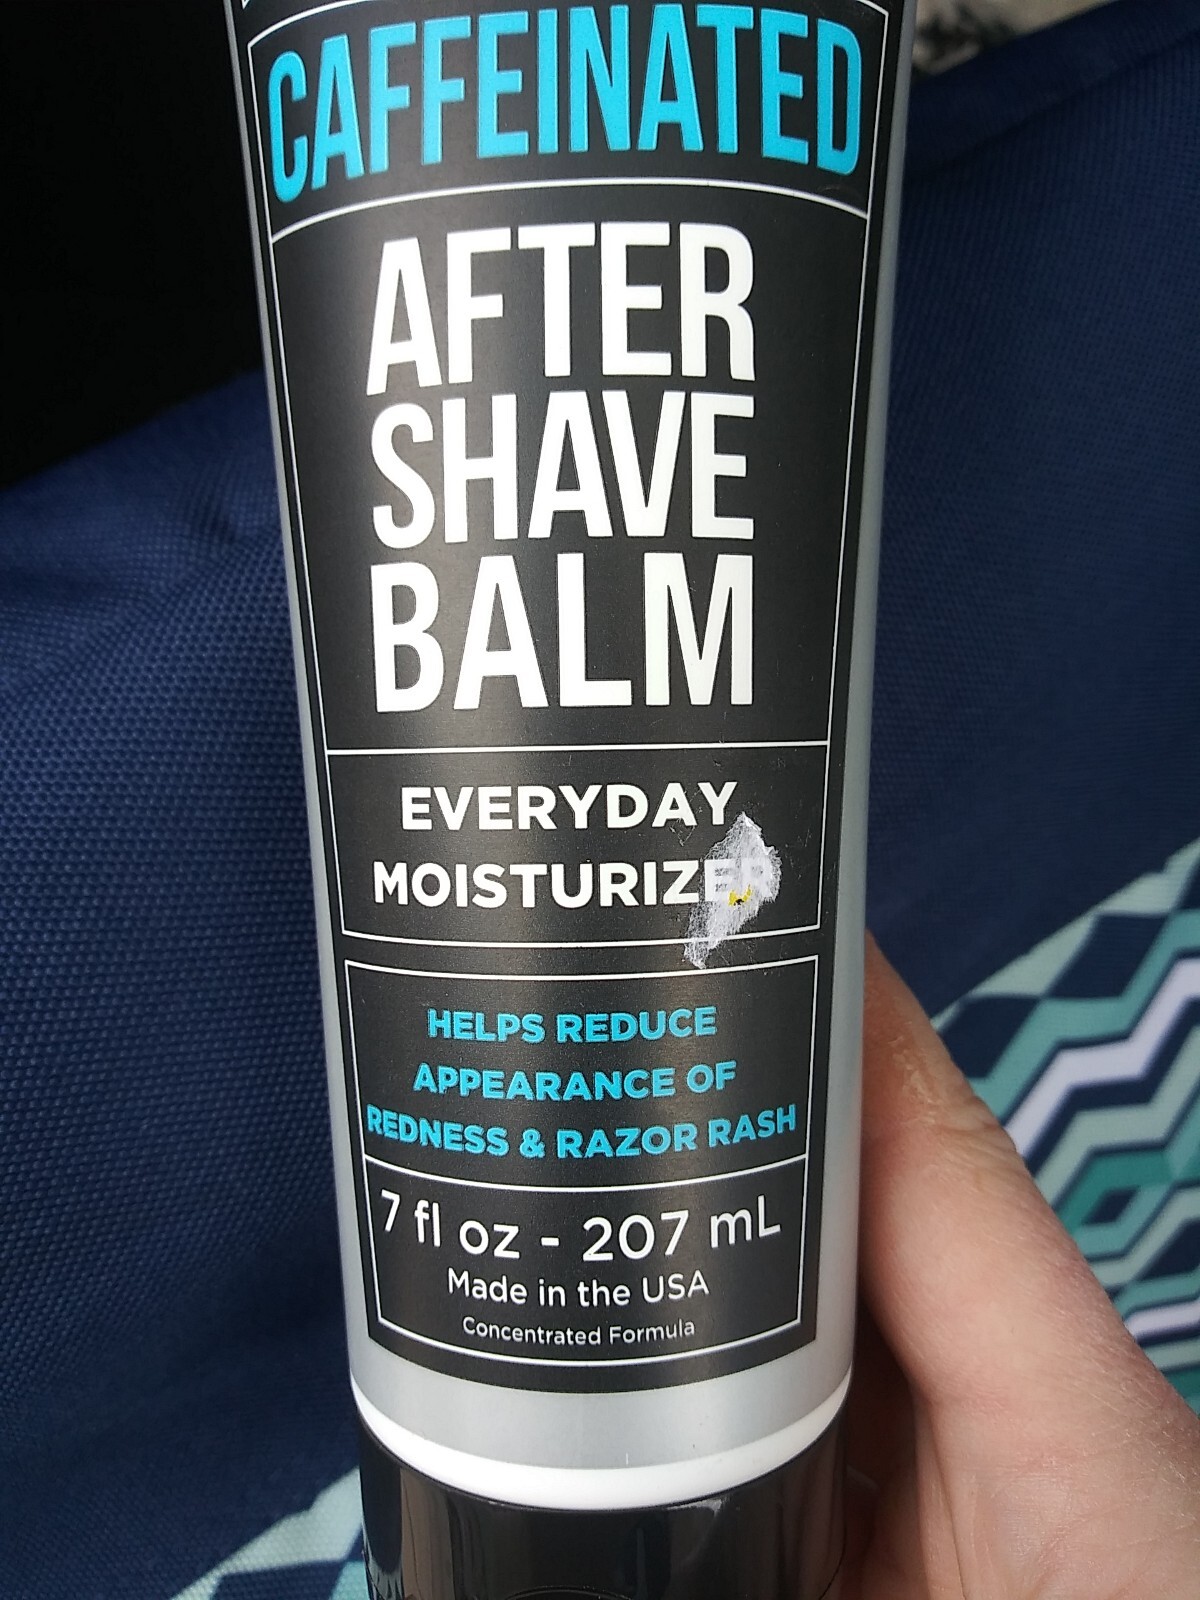 CAFFEINATED
AFTER
SHAVE
BALM
EVERYDAY
MOISTURIZER
HELPS REDUCE
APPEARANCE OF
REDNESS & RAZOR RASH
7 fl oz - 207 mL
Made in the USA
Concentrated Formula